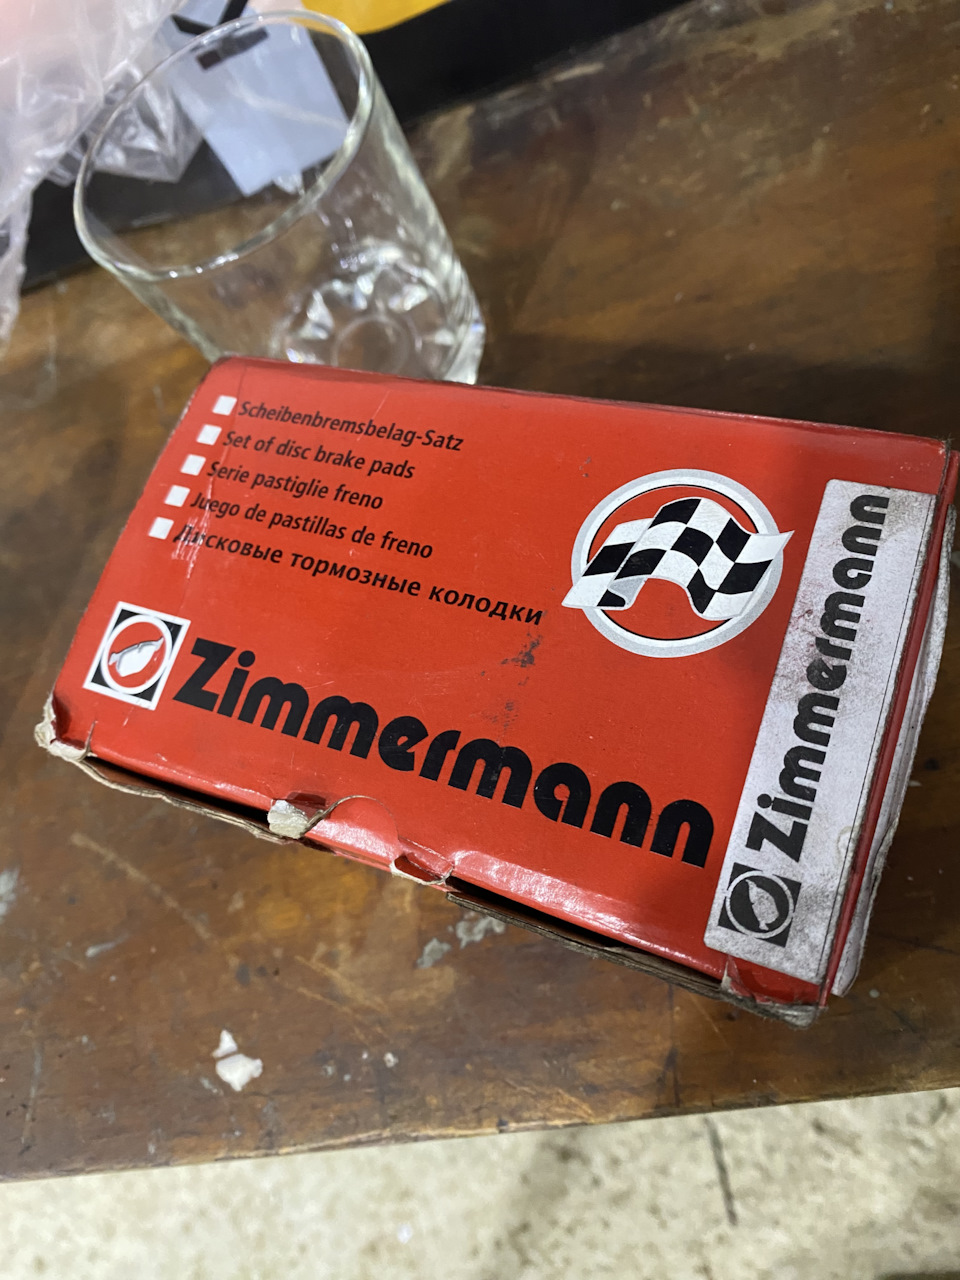 Scheibenbremsbelag-Satz
Set of disc brake pads
Serie pastiglie freno
Juego de pastillas de freno
Дисковые тормозные колодки
Zimmermann
Zimmermann